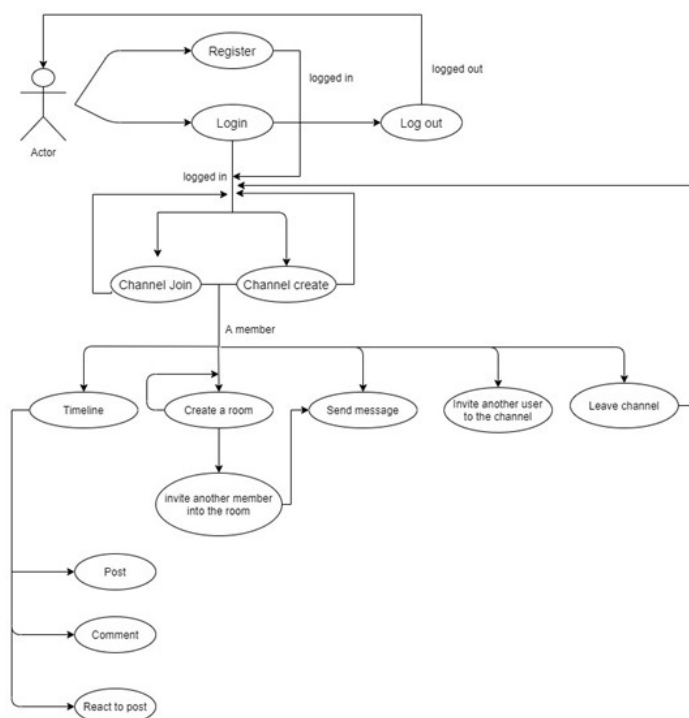 Register
logged in
logged out
Login
Log out
Actor
logged in
Channel Join
Channel create
A member
Timeline
Create a room
Send message
Invite another user
to the channel
Leave channel
invite another member
into the room
Post
Comment
React to post